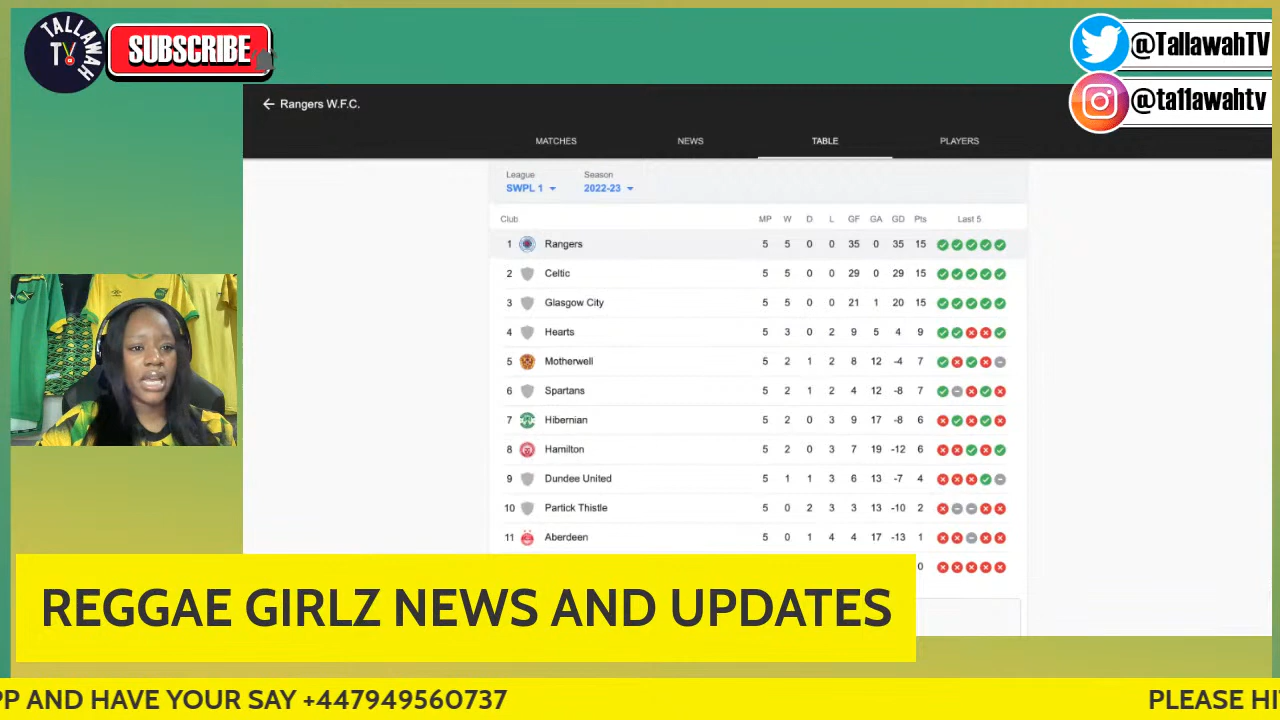 TALLAWAH
TV
SUBSCRIBE
@TallawahTV
@ta11awahtv
Rangers W.F.C.
MATCHES NEWS TABLE PLAYERS
League Season
SWPL 1 2022-23
Club MP W D L GF GA GD Pts Last 5
1 Rangers 5 5 0 0 35 0 35 15
2 Celtic 5 5 0 0 29 0 29 15
3 Glasgow City 5 5 0 0 21 1 20 15
4 Hearts 5 3 0 2 9 5 4 9
5 Motherwell 5 2 1 2 8 12 -4 7
6 Spartans 5 2 1 2 4 12 -8 7
7 Hibernian 5 2 0 3 9 17 -8 6
8 Hamilton 5 2 0 3 7 19 -12 6
9 Dundee United 5 1 1 3 6 13 -7 4
10 Partick Thistle 5 0 2 3 3 13 -10 2
11 Aberdeen 5 0 1 4 4 17 -13 1
0
REGGAE GIRLZ NEWS AND UPDATES
PP AND HAVE YOUR SAY +447949560737 PLEASE HI